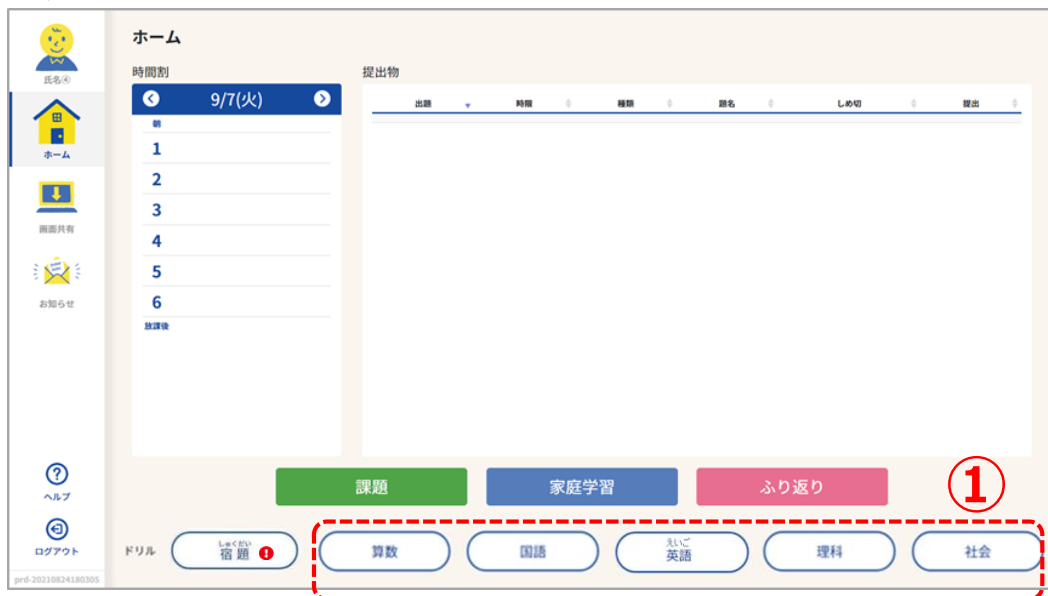 氏名④
ホーム
画面共有
お知らせ
ヘルプ
ログアウト
prd-20210824180305
ホーム
時間割
9/7(火)
朝
1
2
3
4
5
6
放課後
提出物
出題 時限 種類 題名 しめ切 提出
課題 家庭学習 ふり返り
①
ドリル
しゅくだい
宿題
算数
国語
えいご
英語
理科
社会